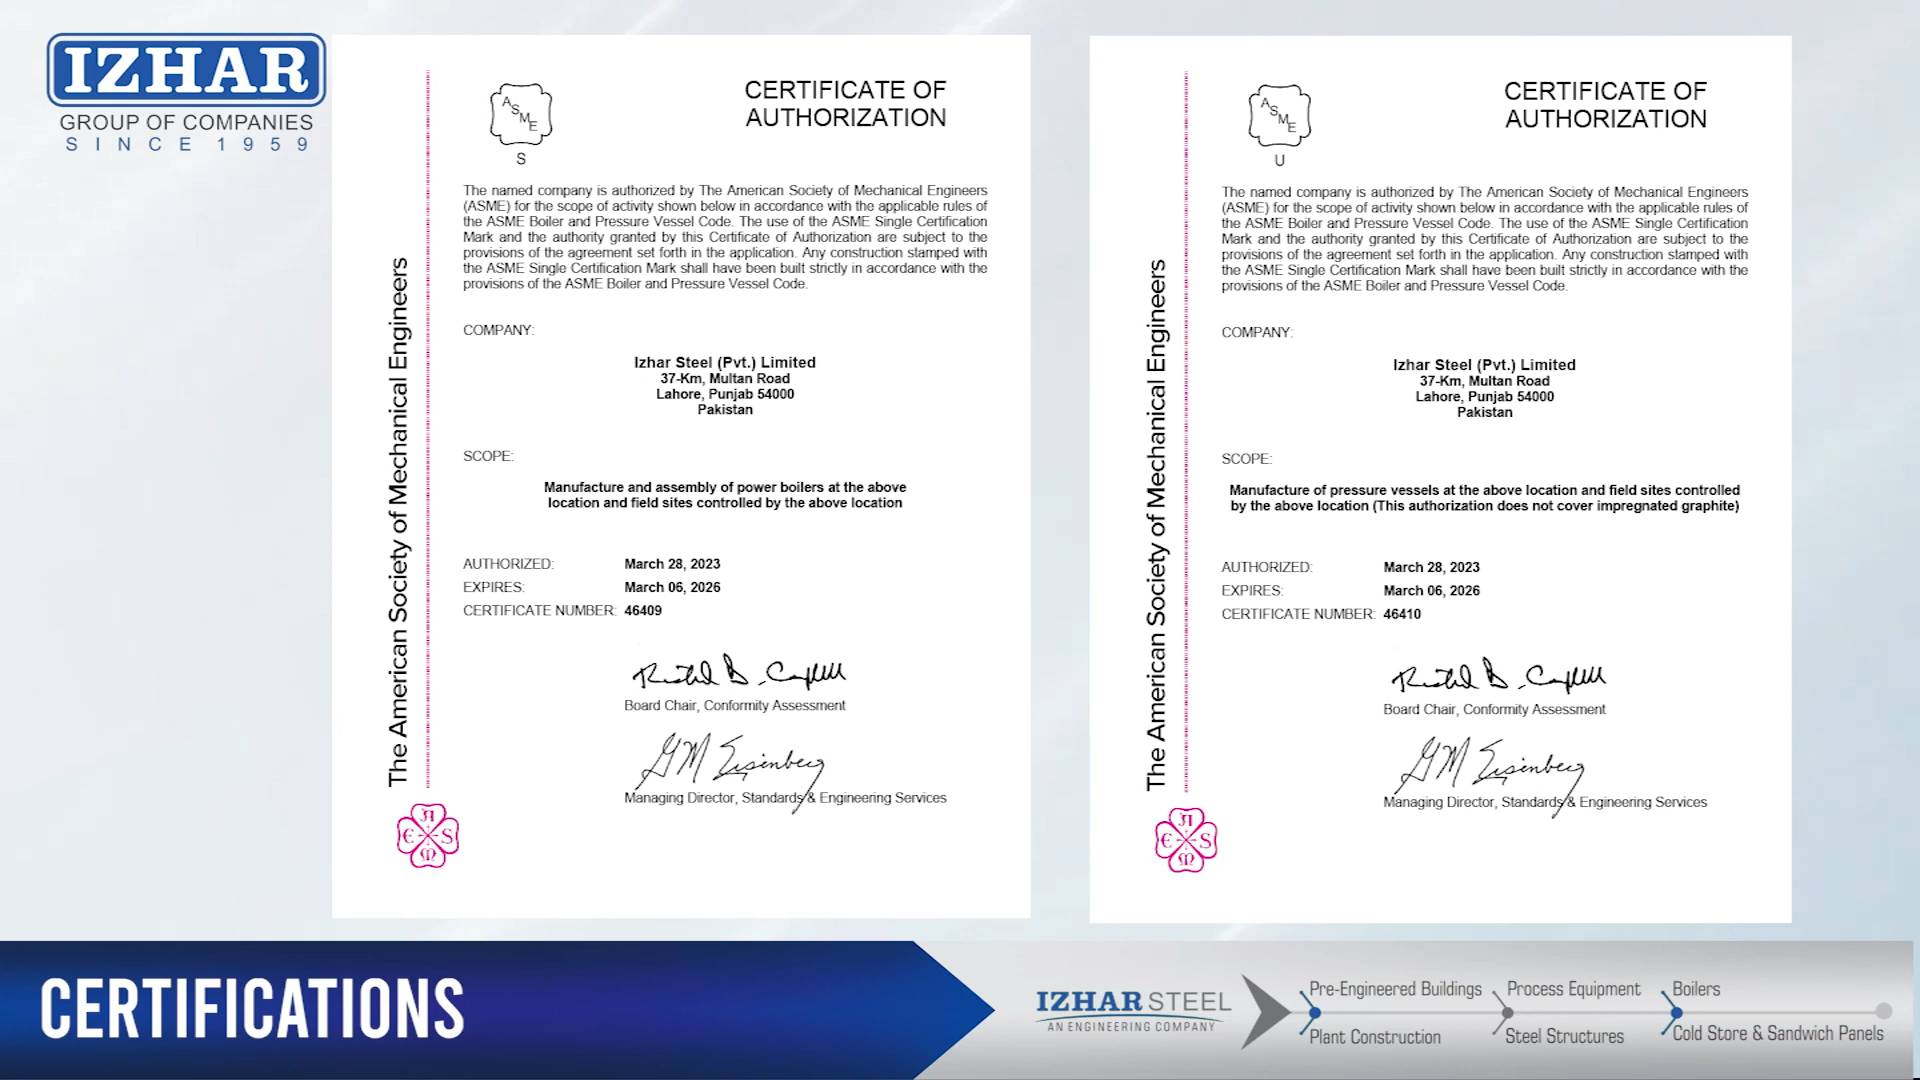 IZHAR
GROUP OF COMPANIES
SINCE 1959
The American Society of Mechanical Engineers
ASME
S
CERTIFICATE OF
AUTHORIZATION
The named company is authorized by The American Society of Mechanical Engineers
(ASME) for the scope of activity shown below in accordance with the applicable rules of
the ASME Boiler and Pressure Vessel Code. The use of the ASME Single Certification
Mark and the authority granted by this Certificate of Authorization are subject to the
provisions of the agreement set forth in the application. Any construction stamped with
the ASME Single Certification Mark shall have been built strictly in accordance with the
provisions of the ASME Boiler and Pressure Vessel Code.
COMPANY:
Izhar Steel (Pvt.) Limited
37-Km, Multan Road
Lahore, Punjab 54000
Pakistan
SCOPE:
Manufacture and assembly of power boilers at the above
location and field sites controlled by the above location
AUTHORIZED: March 28, 2023
EXPIRES: March 06, 2026
CERTIFICATE NUMBER: 46409
Board Chair, Conformity Assessment
GM Eisenberg
Managing Director, Standards & Engineering Services
ASME
The American Society of Mechanical Engineers
ASME
U
CERTIFICATE OF
AUTHORIZATION
The named company is authorized by The American Society of Mechanical Engineers
(ASME) for the scope of activity shown below in accordance with the applicable rules of
the ASME Boiler and Pressure Vessel Code. The use of the ASME Single Certification
Mark and the authority granted by this Certificate of Authorization are subject to the
provisions of the agreement set forth in the application. Any construction stamped with
the ASME Single Certification Mark shall have been built strictly in accordance with the
provisions of the ASME Boiler and Pressure Vessel Code.
COMPANY:
Izhar Steel (Pvt.) Limited
37-Km, Multan Road
Lahore, Punjab 54000
Pakistan
SCOPE:
Manufacture of pressure vessels at the above location and field sites controlled
by the above location (This authorization does not cover impregnated graphite)
AUTHORIZED: March 28, 2023
EXPIRES: March 06, 2026
CERTIFICATE NUMBER: 46410
Board Chair, Conformity Assessment
GM Eisenberg
Managing Director, Standards & Engineering Services
ASME
CERTIFICATIONS
IZHAR STEEL
AN ENGINEERING COMPANY
Pre-Engineered Buildings
Plant Construction
Process Equipment
Steel Structures
Boilers
Cold Store & Sandwich Panels